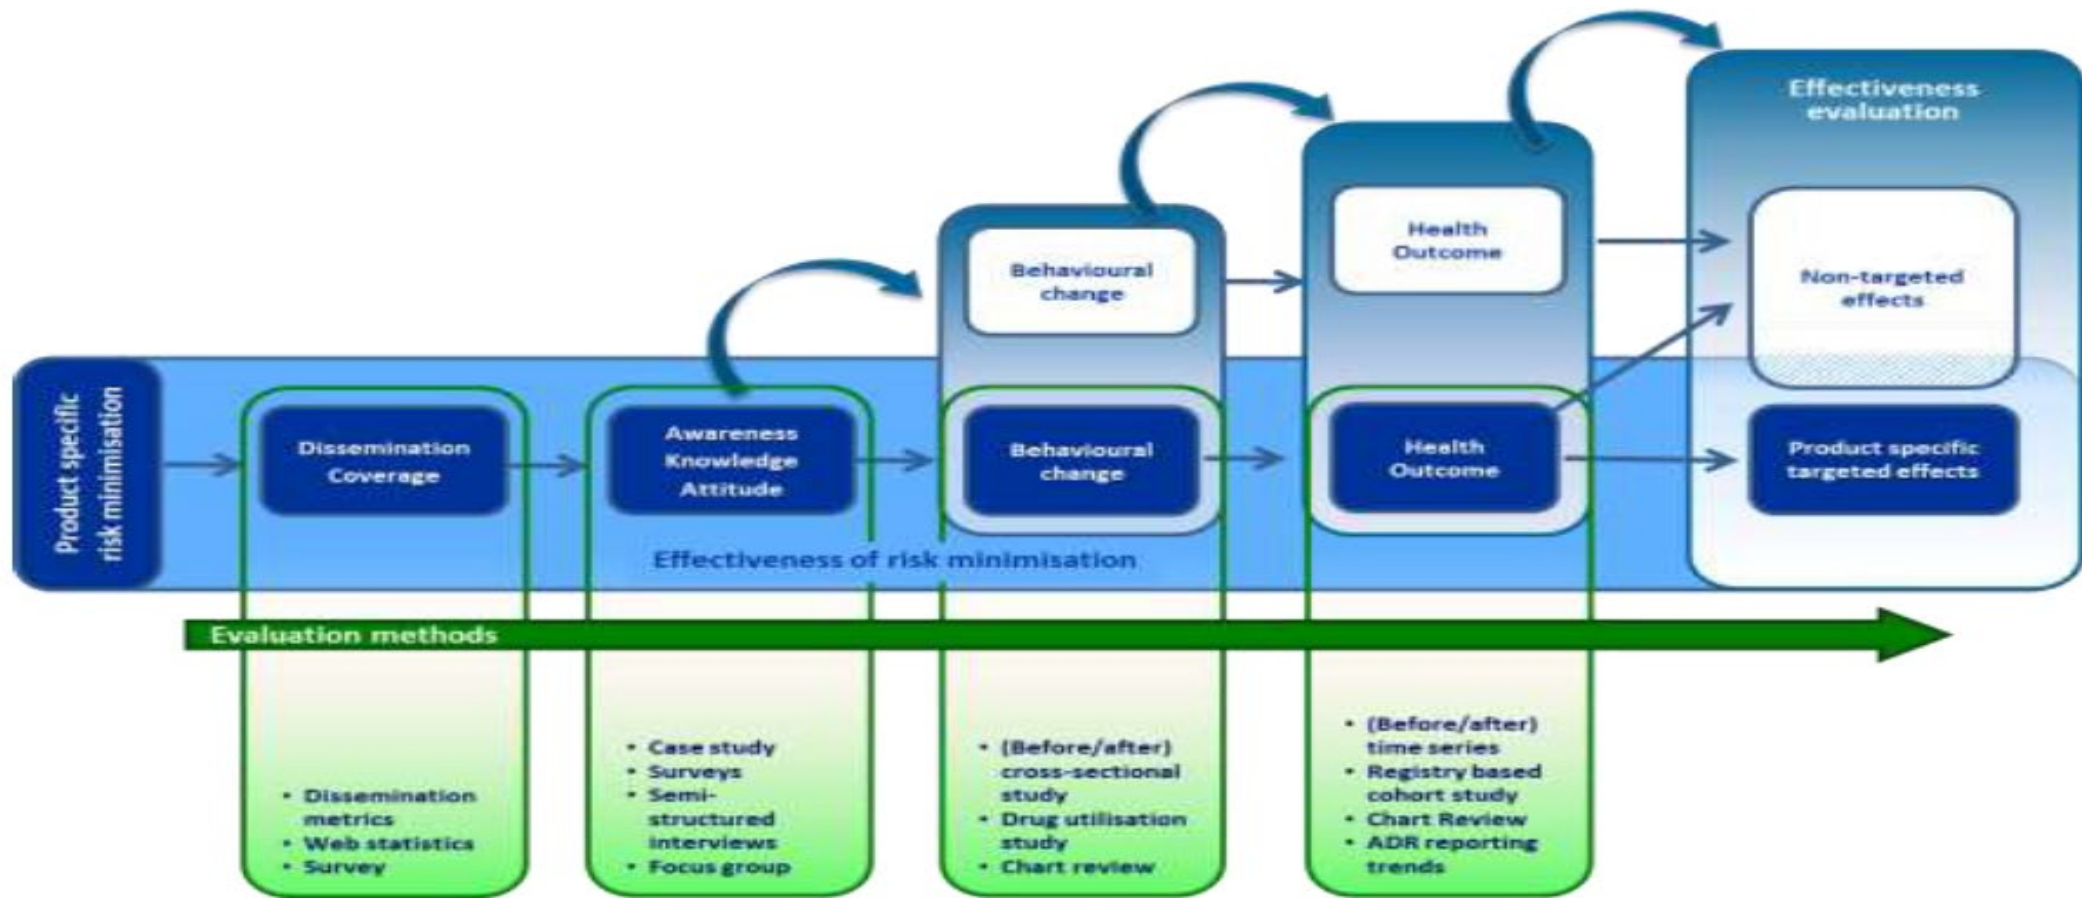 Effectiveness
evaluation
Behavioural
change
Health
Outcome
Non-targeted
effects
Product specific
risk minimisation
Dissemination
Coverage
Awareness
Knowledge
Attitude
Behavioural
change
Health
Outcome
Product specific
targeted effects
Effectiveness of risk minimisation
Evaluation methods
• Dissemination
metrics
• Web statistics
• Survey
• Case study
• Surveys
• Semi-
structured
interviews
• Focus group
• (Before/after)
cross-sectional
study
• Drug utilisation
study
• Chart review
• (Before/after)
time series
• Registry based
cohort study
• Chart Review
• ADR reporting
trends